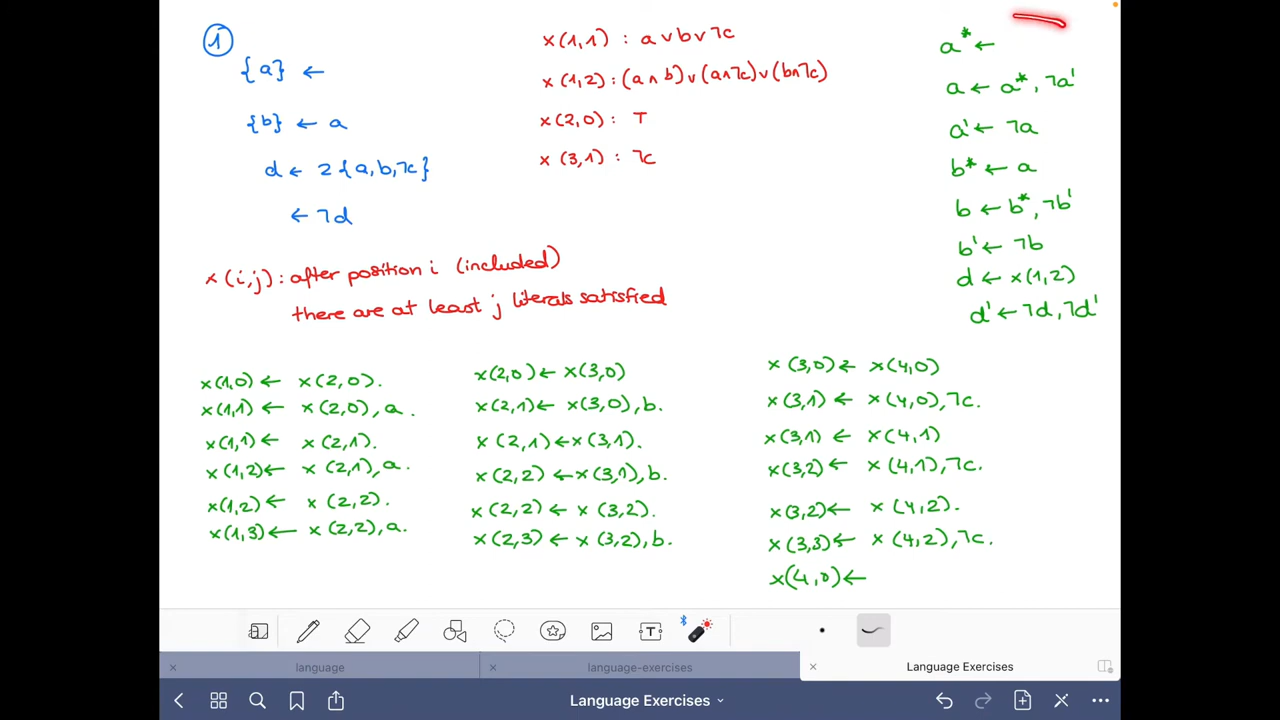 1
{a} ←
{b} ← a
d ← 2 {a, b, ¬c}
← ¬d
x(1,1) : a ∨ b ∨ ¬c
x(1,2) : (a ∧ b) ∨ (a ∧ ¬c) ∨ (b ∧ ¬c)
x(2,0) : T
x(3,1) : ¬c
a* ←
a ← a*, ¬a'
a' ← ¬a
b* ← a
b ← b*, ¬b'
b' ← ¬b
d ← x(1,2)
d' ← ¬d, ¬d'
x(i,j) : after position i (included)
there are at least j literals satisfied
x(1,0) ← x(2,0).
x(1,1) ← x(2,0), a.
x(1,1) ← x(2,1).
x(1,2) ← x(2,1), a.
x(1,2) ← x(2,2).
x(1,3) ← x(2,2), a.
x(2,0) ← x(3,0)
x(2,1) ← x(3,0), b.
x(2,1) ← x(3,1).
x(2,2) ← x(3,1), b.
x(2,2) ← x(3,2).
x(2,3) ← x(3,2), b.
x(3,0) ← x(4,0)
x(3,1) ← x(4,0), ¬c.
x(3,1) ← x(4,1)
x(3,2) ← x(4,1), ¬c.
x(3,2) ← x(4,2).
x(3,3) ← x(4,2), ¬c.
x(4,0) ←
T
language
language-exercises
Language Exercises
Language Exercises